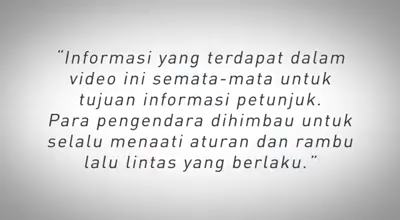 “Informasi yang terdapat dalam
video ini semata-mata untuk
tujuan informasi petunjuk.
Para pengendara dihimbau untuk
selalu menaati aturan dan rambu
lalu lintas yang berlaku.”